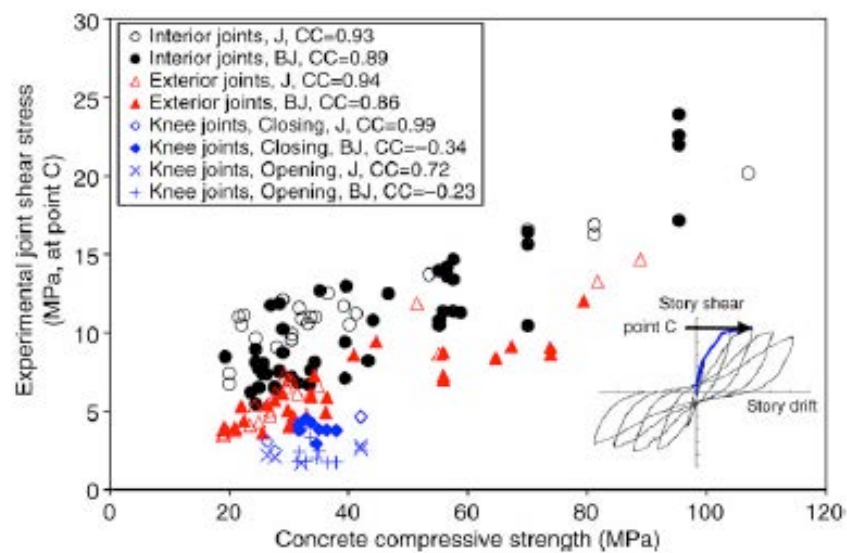 30
25
20
15
10
5
0
Experimental joint shear stress
(MPa, at point C)
Interior joints, J, CC=0.93
Interior joints, BJ, CC=0.89
Exterior joints, J, CC=0.94
Exterior joints, BJ, CC=0.86
Knee joints, Closing, J, CC=0.99
Knee joints, Closing, BJ, CC=−0.34
Knee joints, Opening, J, CC=0.72
Knee joints, Opening, BJ, CC=−0.23
Story shear
point C
Story drift
0 20 40 60 80 100 120
Concrete compressive strength (MPa)